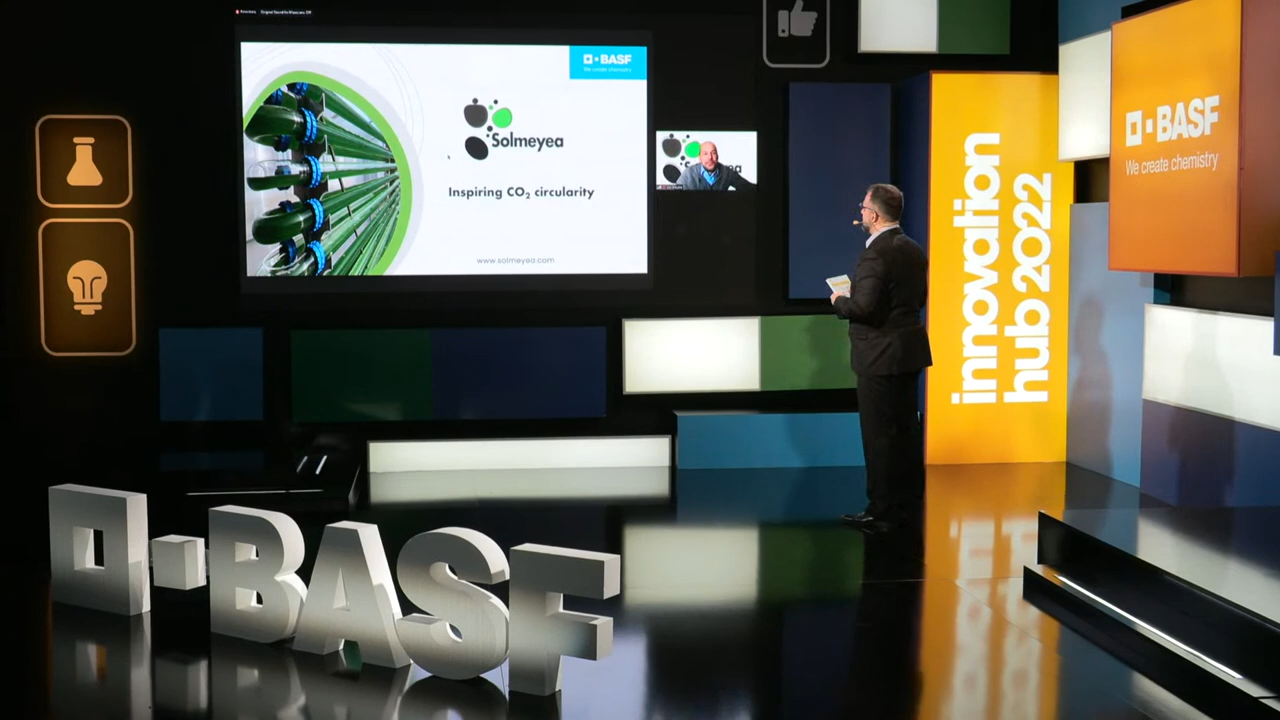 BASF
We create chemistry
Solmeyea
Inspiring CO₂ circularity
www.solmeyea.com
innovation
hub 2022
BASF
We create chemistry
BASF